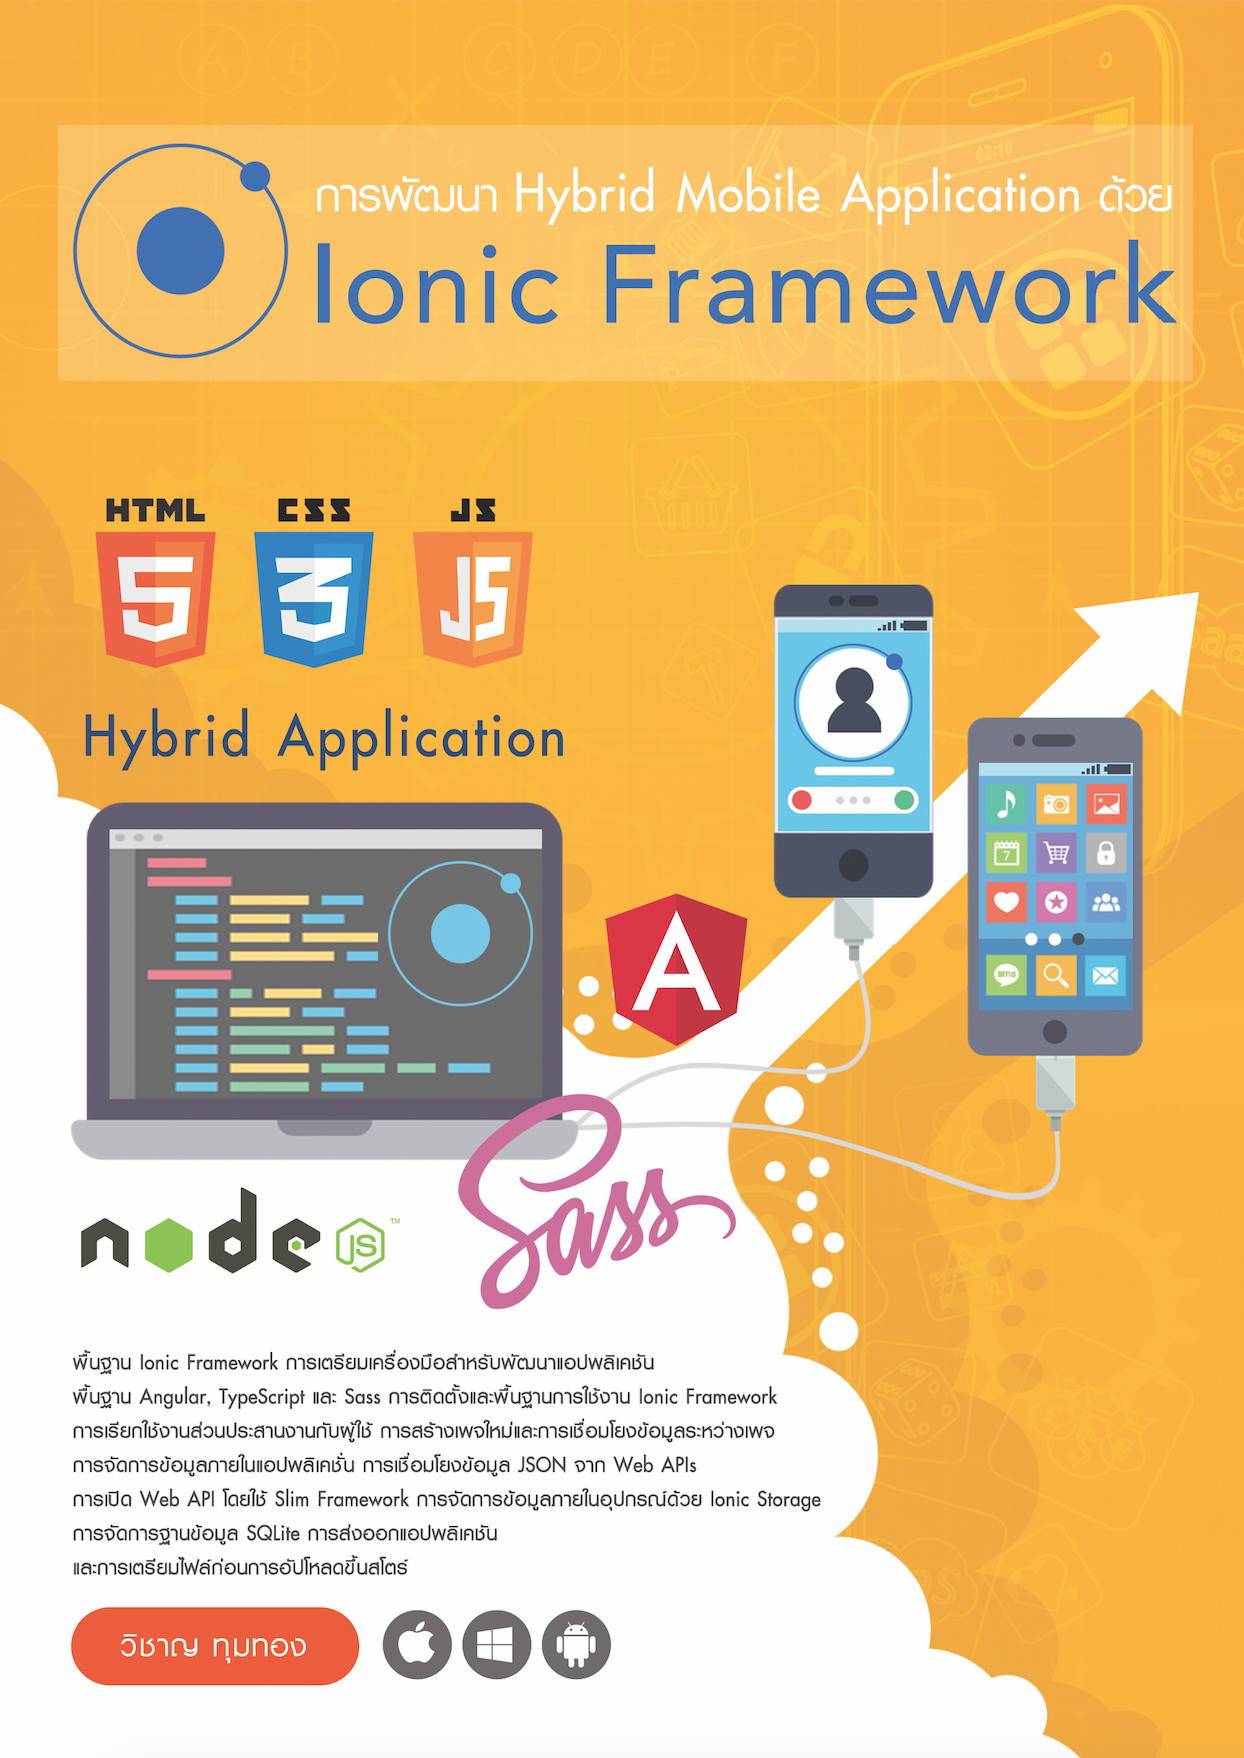 การพัฒนา Hybrid Mobile Application ด้วย
Ionic Framework
HTML CSS JS
5 3 JS
Hybrid Application
A
node JS ™
Sass
พื้นฐาน Ionic Framework การเตรียมเครื่องมือสำหรับพัฒนาแอปพลิเคชัน
พื้นฐาน Angular, TypeScript และ Sass การติดตั้งและพื้นฐานการใช้งาน Ionic Framework
การเรียกใช้งานส่วนประสานงานกับผู้ใช้ การสร้างเพจใหม่และการเชื่อมโยงข้อมูลระหว่างเพจ
การจัดการข้อมูลภายในแอปพลิเคชั่น การเชื่อมโยงข้อมูล JSON จาก Web APIs
การเปิด Web API โดยใช้ Slim Framework การจัดการข้อมูลภายในอุปกรณ์ด้วย Ionic Storage
การจัดการฐานข้อมูล SQLite การส่งออกแอปพลิเคชัน
และการเตรียมไฟล์ก่อนการอัปโหลดขึ้นสโตร์
วิชาญ ทุมทอง
A B C D E F
02:10
7
sms